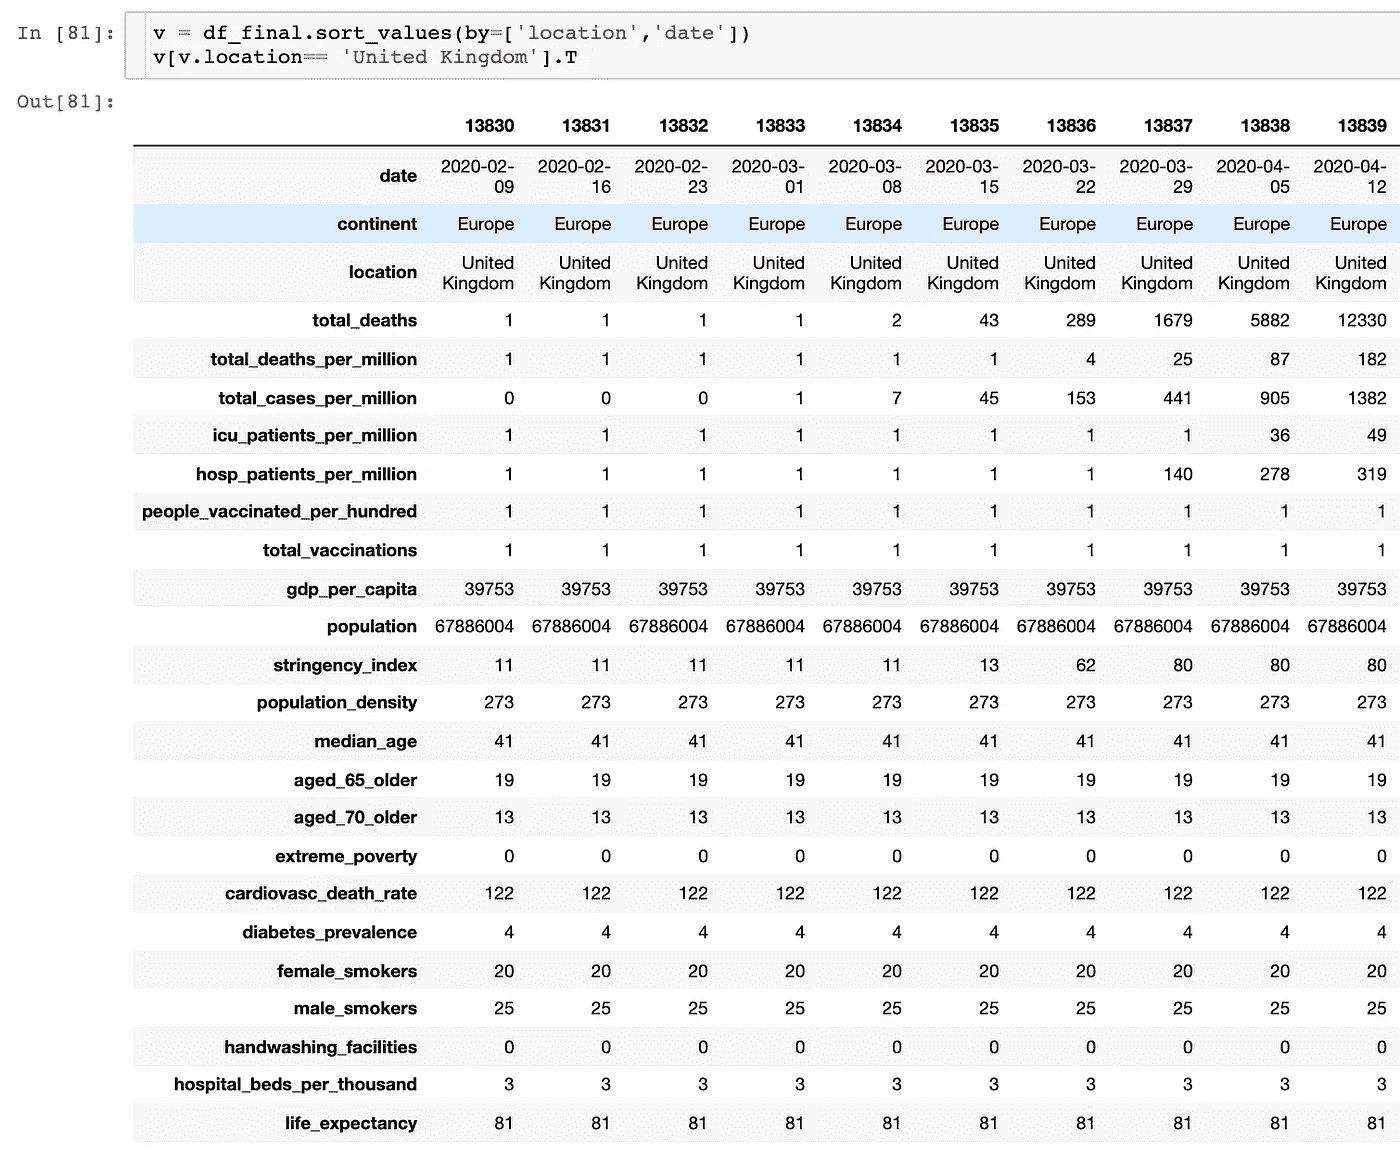 In [81]: v = df_final.sort_values(by=['location','date'])
v[v.location== 'United Kingdom'].T
Out[81]:
13830 13831 13832 13833 13834 13835 13836 13837 13838 13839
date 2020-02-09 2020-02-16 2020-02-23 2020-03-01 2020-03-08 2020-03-15 2020-03-22 2020-03-29 2020-04-05 2020-04-12
continent Europe Europe Europe Europe Europe Europe Europe Europe Europe Europe
location United Kingdom United Kingdom United Kingdom United Kingdom United Kingdom United Kingdom United Kingdom United Kingdom United Kingdom United Kingdom
total_deaths 1 1 1 1 2 43 289 1679 5882 12330
total_deaths_per_million 1 1 1 1 1 1 4 25 87 182
total_cases_per_million 0 0 0 1 7 45 153 441 905 1382
icu_patients_per_million 1 1 1 1 1 1 1 1 36 49
hosp_patients_per_million 1 1 1 1 1 1 1 140 278 319
people_vaccinated_per_hundred 1 1 1 1 1 1 1 1 1 1
total_vaccinations 1 1 1 1 1 1 1 1 1 1
gdp_per_capita 39753 39753 39753 39753 39753 39753 39753 39753 39753 39753
population 67886004 67886004 67886004 67886004 67886004 67886004 67886004 67886004 67886004 67886004
stringency_index 11 11 11 11 11 13 62 80 80 80
population_density 273 273 273 273 273 273 273 273 273 273
median_age 41 41 41 41 41 41 41 41 41 41
aged_65_older 19 19 19 19 19 19 19 19 19 19
aged_70_older 13 13 13 13 13 13 13 13 13 13
extreme_poverty 0 0 0 0 0 0 0 0 0 0
cardiovasc_death_rate 122 122 122 122 122 122 122 122 122 122
diabetes_prevalence 4 4 4 4 4 4 4 4 4 4
female_smokers 20 20 20 20 20 20 20 20 20 20
male_smokers 25 25 25 25 25 25 25 25 25 25
handwashing_facilities 0 0 0 0 0 0 0 0 0 0
hospital_beds_per_thousand 3 3 3 3 3 3 3 3 3 3
life_expectancy 81 81 81 81 81 81 81 81 81 81